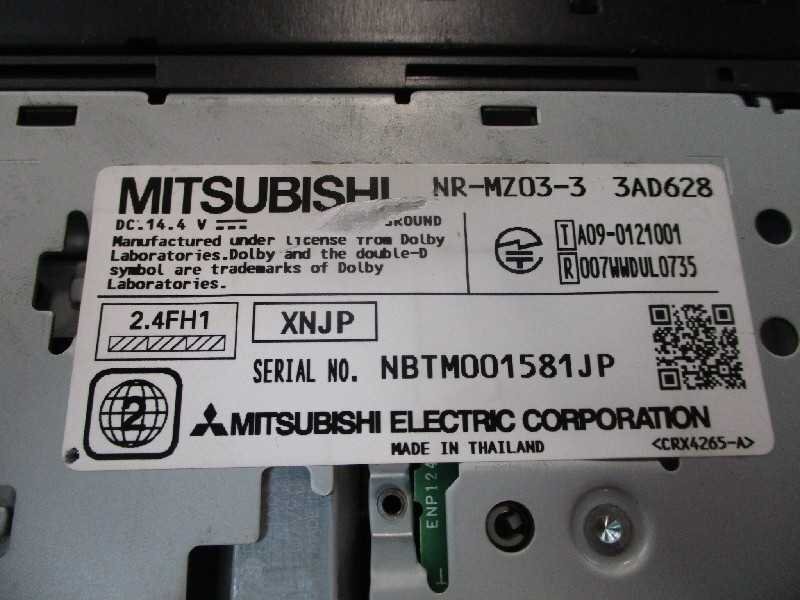 MITSUBISHI NR-MZ03-3 3AD628
DC 14.4 V GROUND
Manufactured under license from Dolby
Laboratories. Dolby and the double-D
symbol are trademarks of Dolby
Laboratories.
T A09-0121001
R 007WWDUL0735
2.4FH1
XNJP
SERIAL NO. NBTM001581JP
2
MITSUBISHI ELECTRIC CORPORATION
MADE IN THAILAND
<CRX4265-A>
ENP124